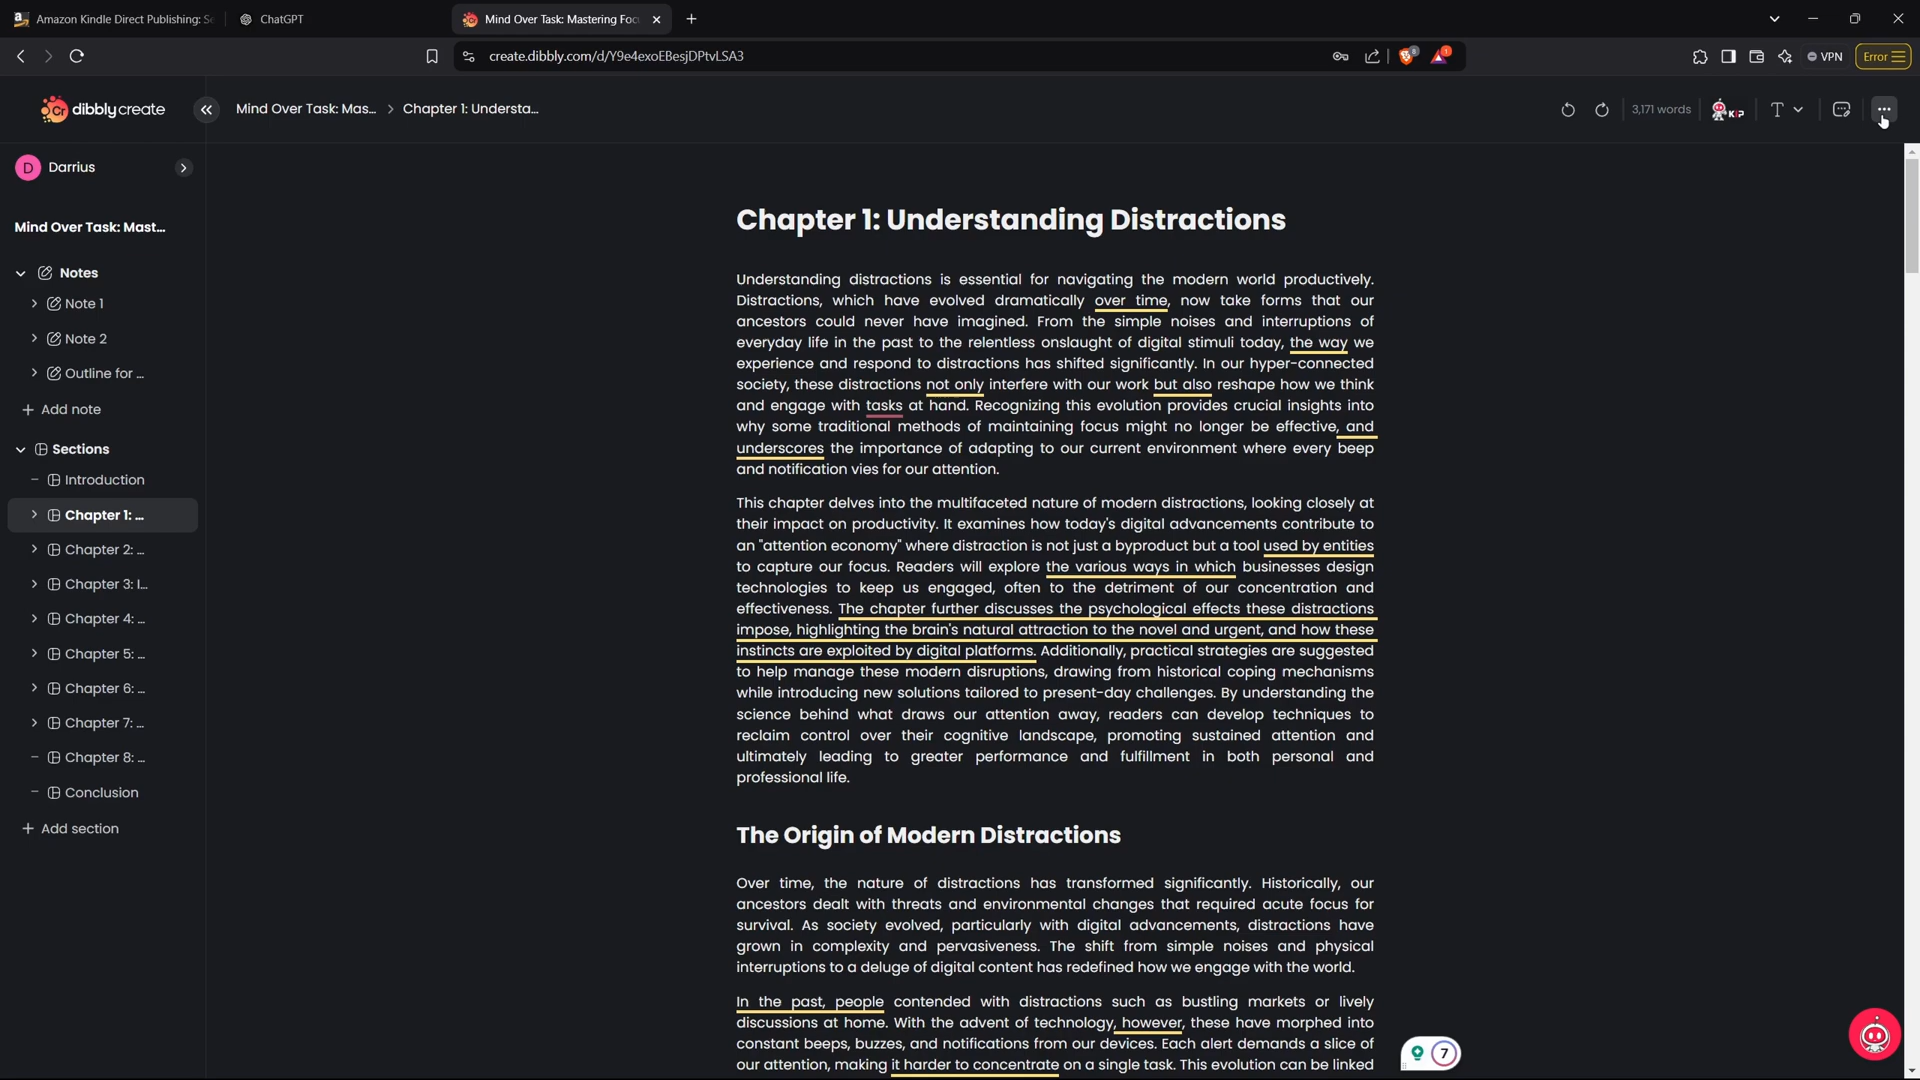 Amazon Kindle Direct Publishing: Se
ChatGPT
Mind Over Task: Mastering Foc
create.dibbly.com/d/Y9e4exoEBesjDPtvLSA3
8
1
VPN
Error
Cr dibblycreate
Mind Over Task: Mas... > Chapter 1: Understa...
3,171 words
KIP
T
D Darrius
Mind Over Task: Mast...
Notes
Note 1
Note 2
Outline for ...
+ Add note
Sections
Introduction
Chapter 1: ...
Chapter 2: ...
Chapter 3: I...
Chapter 4: ...
Chapter 5: ...
Chapter 6: ...
Chapter 7: ...
Chapter 8: ...
Conclusion
+ Add section
Chapter 1: Understanding Distractions
Understanding distractions is essential for navigating the modern world productively.
Distractions, which have evolved dramatically over time, now take forms that our
ancestors could never have imagined. From the simple noises and interruptions of
everyday life in the past to the relentless onslaught of digital stimuli today, the way we
experience and respond to distractions has shifted significantly. In our hyper-connected
society, these distractions not only interfere with our work but also reshape how we think
and engage with tasks at hand. Recognizing this evolution provides crucial insights into
why some traditional methods of maintaining focus might no longer be effective, and
underscores the importance of adapting to our current environment where every beep
and notification vies for our attention.
This chapter delves into the multifaceted nature of modern distractions, looking closely at
their impact on productivity. It examines how today's digital advancements contribute to
an "attention economy" where distraction is not just a byproduct but a tool used by entities
to capture our focus. Readers will explore the various ways in which businesses design
technologies to keep us engaged, often to the detriment of our concentration and
effectiveness. The chapter further discusses the psychological effects these distractions
impose, highlighting the brain's natural attraction to the novel and urgent, and how these
instincts are exploited by digital platforms. Additionally, practical strategies are suggested
to help manage these modern disruptions, drawing from historical coping mechanisms
while introducing new solutions tailored to present-day challenges. By understanding the
science behind what draws our attention away, readers can develop techniques to
reclaim control over their cognitive landscape, promoting sustained attention and
ultimately leading to greater performance and fulfillment in both personal and
professional life.
The Origin of Modern Distractions
Over time, the nature of distractions has transformed significantly. Historically, our
ancestors dealt with threats and environmental changes that required acute focus for
survival. As society evolved, particularly with digital advancements, distractions have
grown in complexity and pervasiveness. The shift from simple noises and physical
interruptions to a deluge of digital content has redefined how we engage with the world.
In the past, people contended with distractions such as bustling markets or lively
discussions at home. With the advent of technology, however, these have morphed into
constant beeps, buzzes, and notifications from our devices. Each alert demands a slice of
our attention, making it harder to concentrate on a single task. This evolution can be linked
7